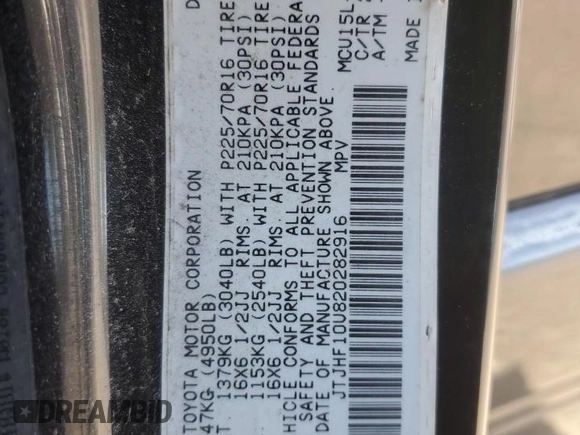 TOYOTA MOTOR CORPORATION
47KG (4950LB)
T. 1379KG (3040LB) WITH P225/70R16 TIRE
16X6 1/2JJ RIMS. AT 210KPA (30PSI)
1153KG (2540LB) WITH P225/70R16 TIRE
16X6 1/2JJ RIMS. AT 210KPA (30PSI)
HICLE CONFORMS TO ALL APPLICABLE FEDERA
SAFETY AND THEFT PREVENTION STANDARDS
DATE OF MANUFACTURE SHOWN ABOVE.
JTJHF10U820282916 MPV
MCU15L
C/TR
A/TM
MADE
DREAMBID